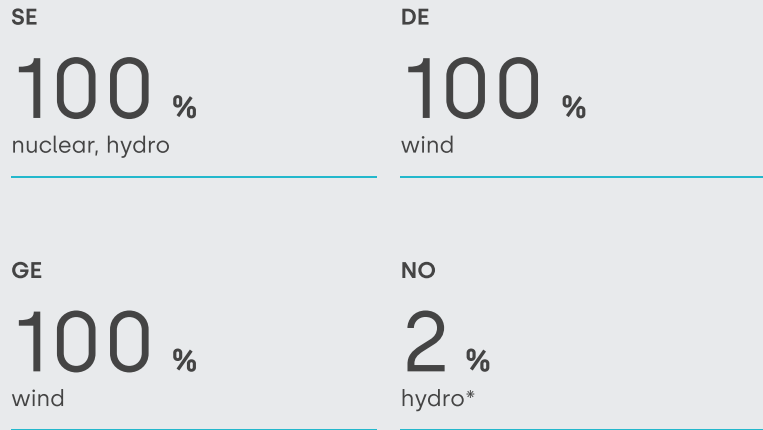 SE
100 %
nuclear, hydro
DE
100 %
wind
GE
100 %
wind
NO
2 %
hydro*